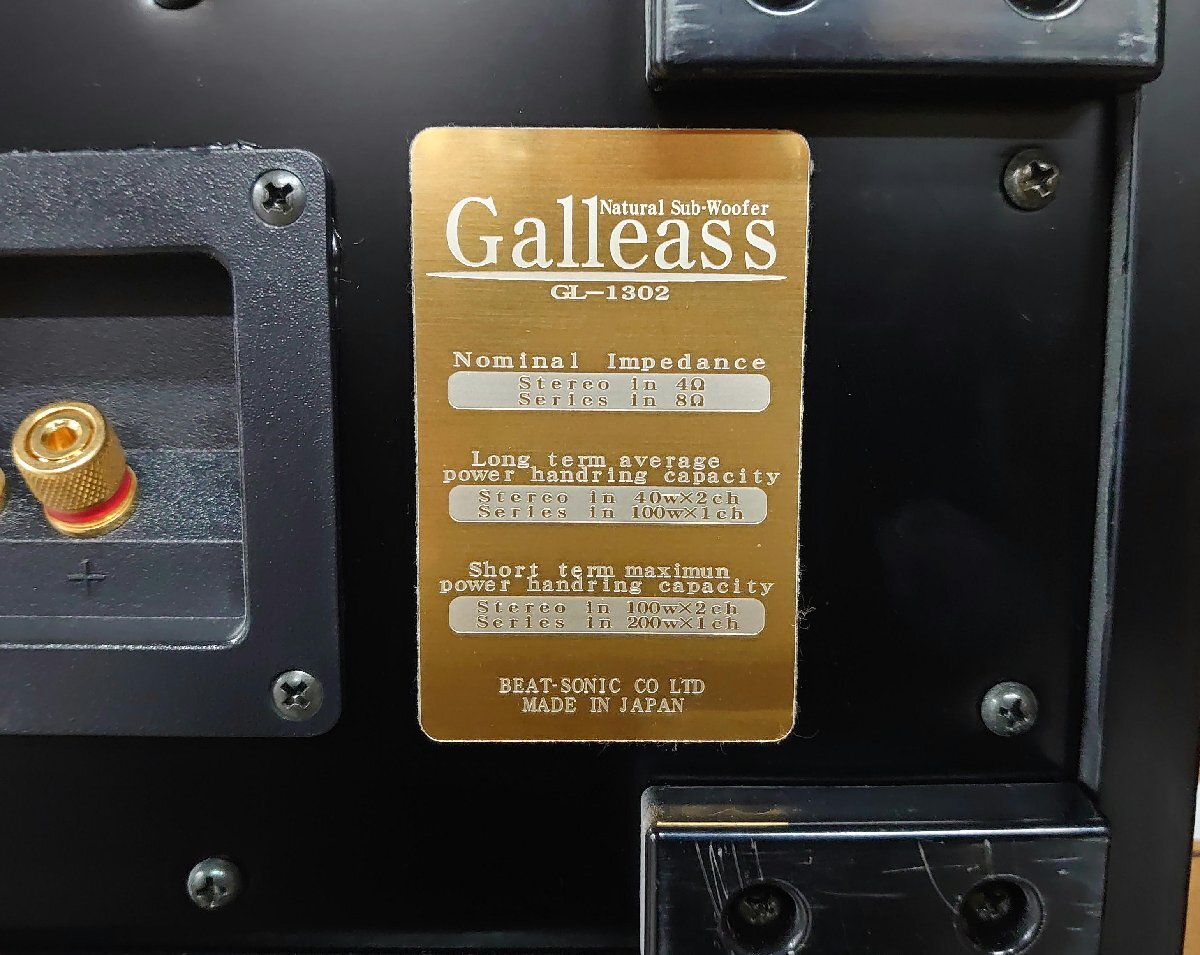 Natural Sub-Woofer
Galleass
GL-1302
Nominal Impedance
Stereo in 4Ω
Series in 8Ω
Long term average
power handring capacity
Stereo in 40w×2ch
Series in 100w×1ch
Short term maximun
power handring capacity
Stereo in 100w×2ch
Series in 200w×1ch
BEAT-SONIC CO LTD
MADE IN JAPAN
+